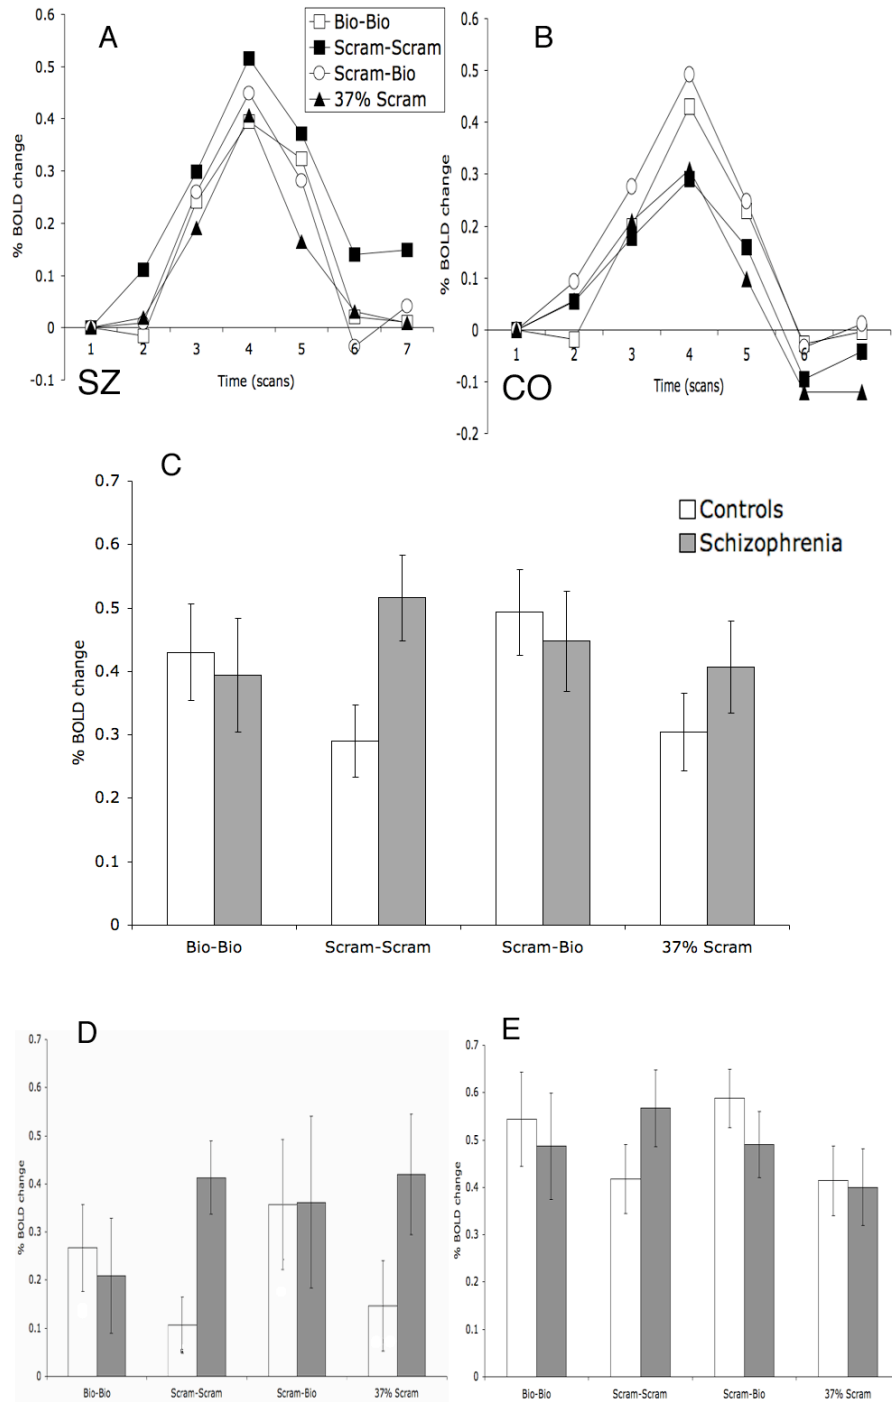 A
Bio-Bio
Scram-Scram
Scram-Bio
37% Scram
0.6
0.5
0.4
0.3
0.2
0.1
0
-0.1
% BOLD change
1 2 3 4 5 6 7
Time (scans)
SZ
B
0.6
0.5
0.4
0.3
0.2
0.1
0
-0.1
-0.2
% BOLD change
1 2 3 4 5 6
Time (scans)
CO
C
0.7
0.6
0.5
0.4
0.3
0.2
0.1
0
% BOLD change
Controls
Schizophrenia
Bio-Bio Scram-Scram Scram-Bio 37% Scram
D
0.7
0.6
0.5
0.4
0.3
0.2
0.1
0
% BOLD change
Bio-Bio Scram-Scram Scram-Bio 37% Scram
E
0.7
0.6
0.5
0.4
0.3
0.2
0.1
0
% BOLD change
Bio-Bio Scram-Scram Scram-Bio 37% Scram